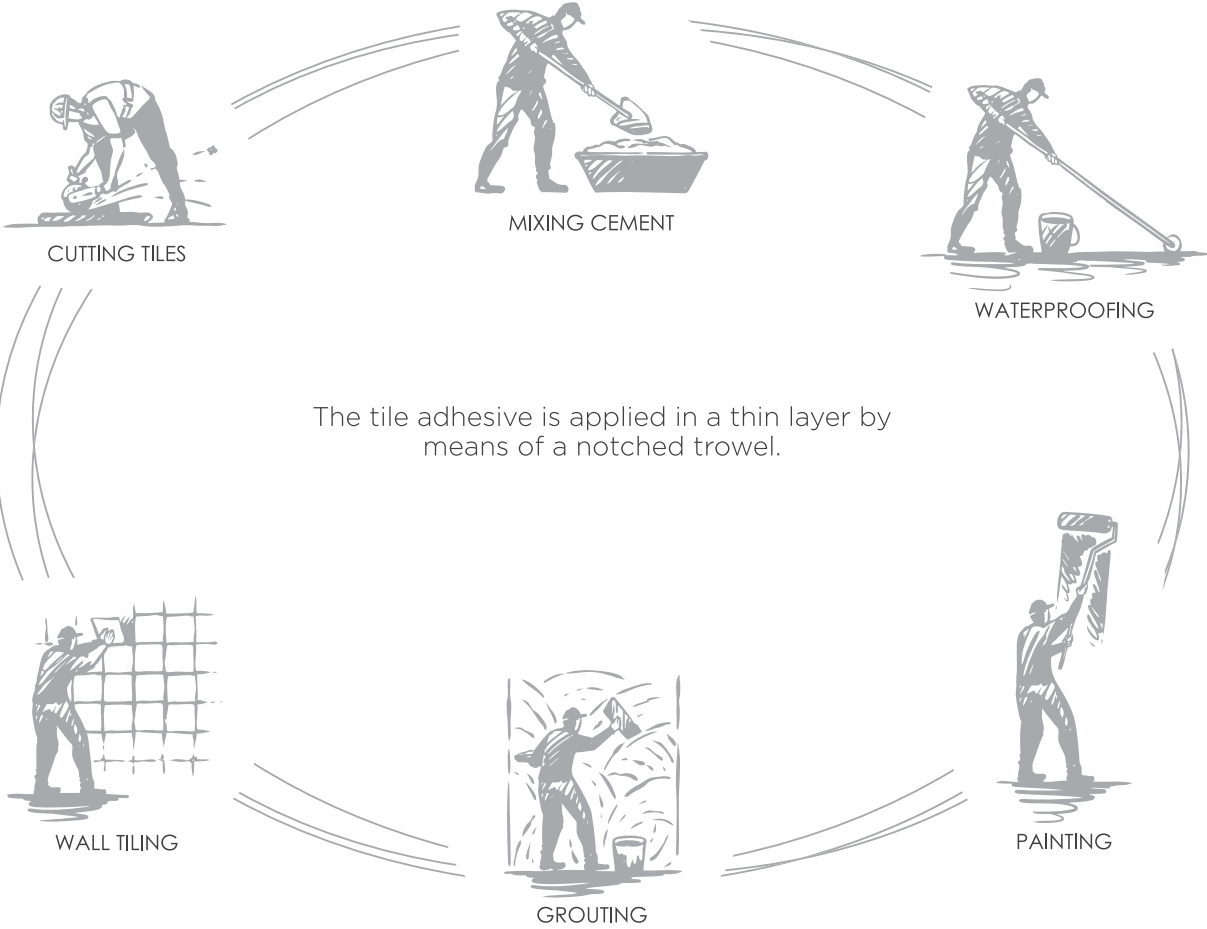 MIXING CEMENT
CUTTING TILES
WATERPROOFING
The tile adhesive is applied in a thin layer by
means of a notched trowel.
WALL TILING
PAINTING
GROUTING